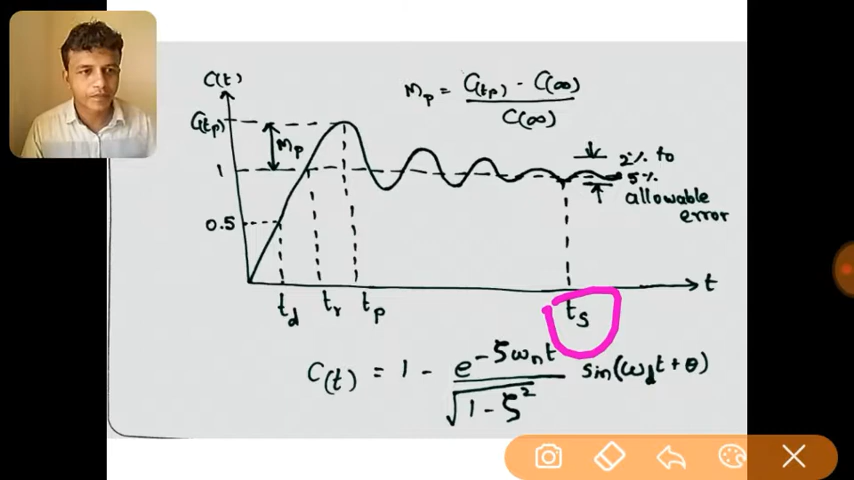 C(t)
Mp = C(tp) - C(∞) / C(∞)
C(tp)
Mp
2% to
1
5%
allowable
error
0.5
t
td tr tp ts
C(t) = 1 - e^-ζωnt / √1-ζ² sin(ωdt+θ)